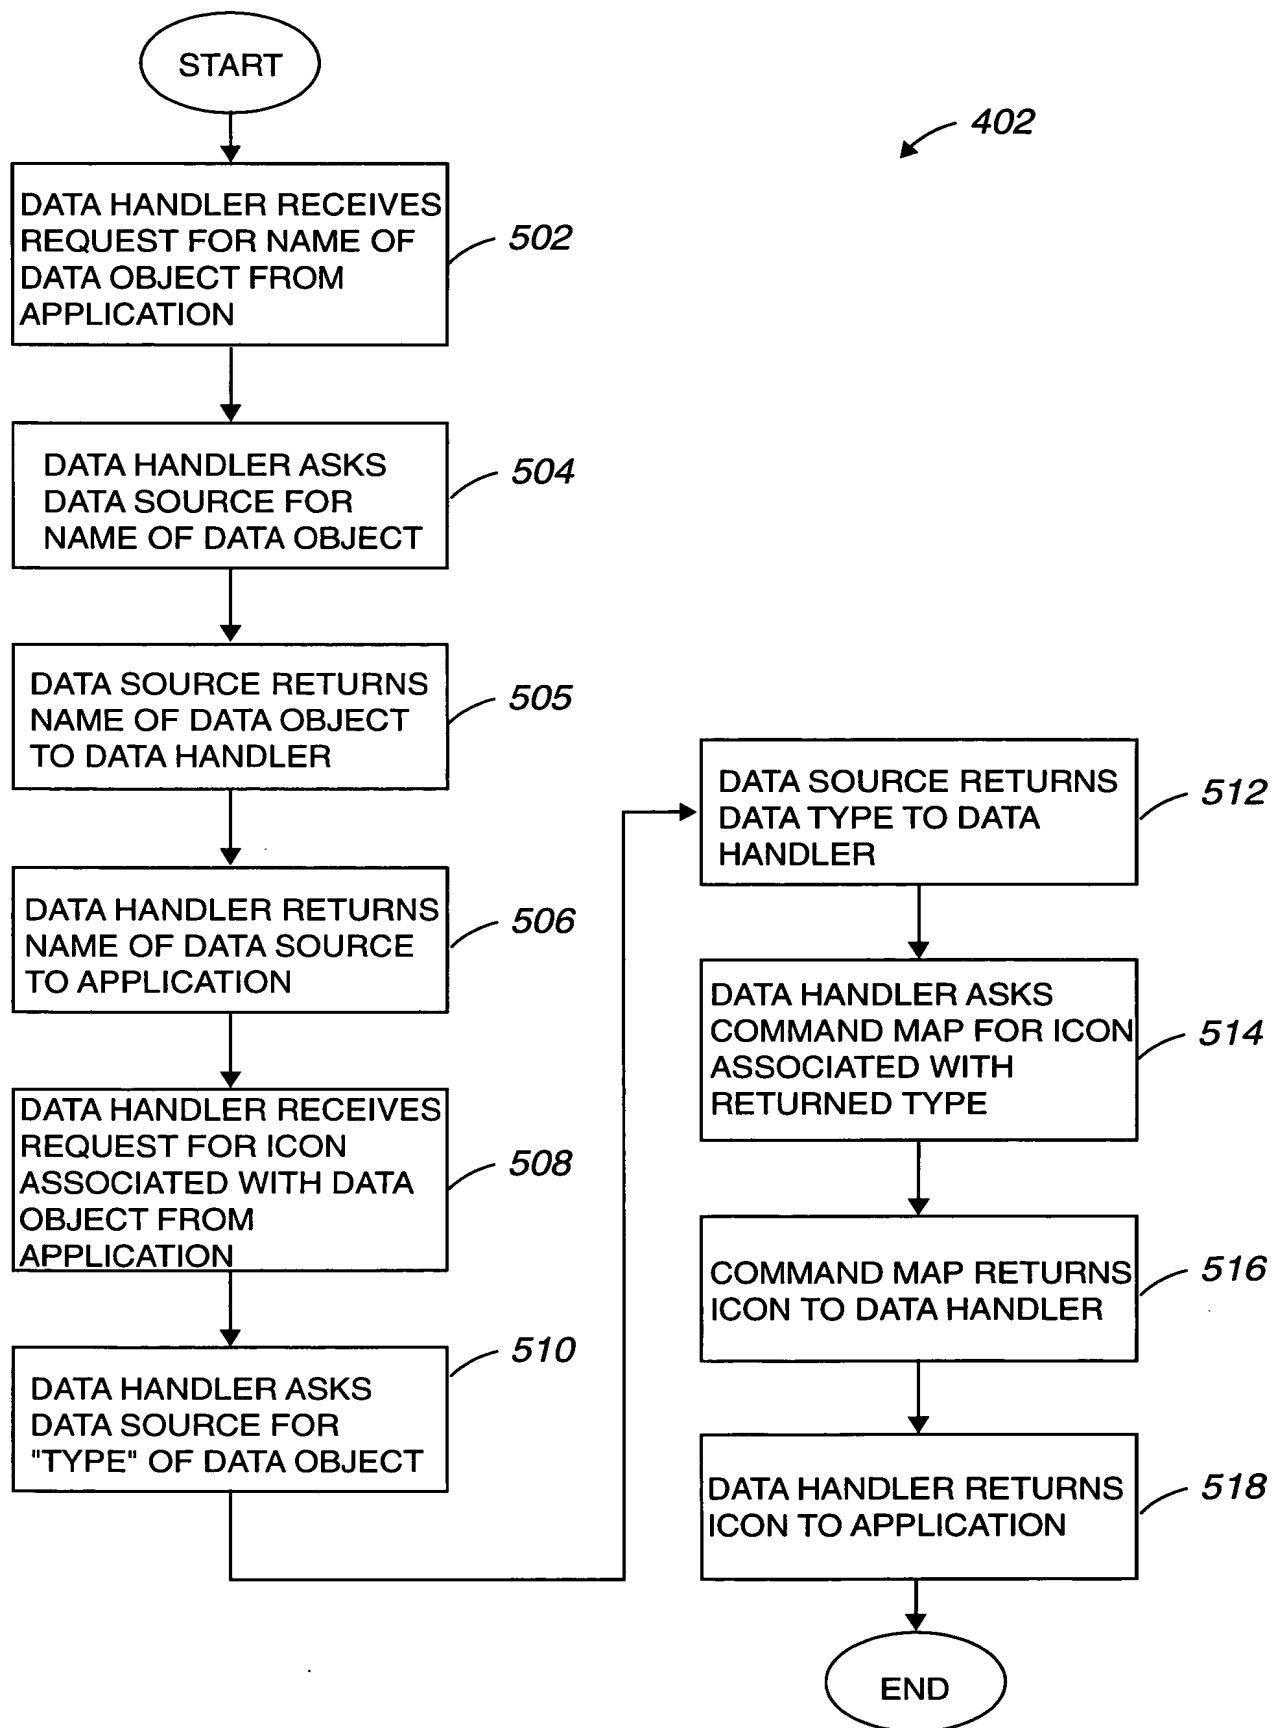 START
402
DATA HANDLER RECEIVES
REQUEST FOR NAME OF
DATA OBJECT FROM
APPLICATION
502
DATA HANDLER ASKS
DATA SOURCE FOR
NAME OF DATA OBJECT
504
DATA SOURCE RETURNS
NAME OF DATA OBJECT
TO DATA HANDLER
505
DATA HANDLER RETURNS
NAME OF DATA SOURCE
TO APPLICATION
506
DATA HANDLER RECEIVES
REQUEST FOR ICON
ASSOCIATED WITH DATA
OBJECT FROM
APPLICATION
508
DATA HANDLER ASKS
DATA SOURCE FOR
"TYPE" OF DATA OBJECT
510
DATA SOURCE RETURNS
DATA TYPE TO DATA
HANDLER
512
DATA HANDLER ASKS
COMMAND MAP FOR ICON
ASSOCIATED WITH
RETURNED TYPE
514
COMMAND MAP RETURNS
ICON TO DATA HANDLER
516
DATA HANDLER RETURNS
ICON TO APPLICATION
518
END